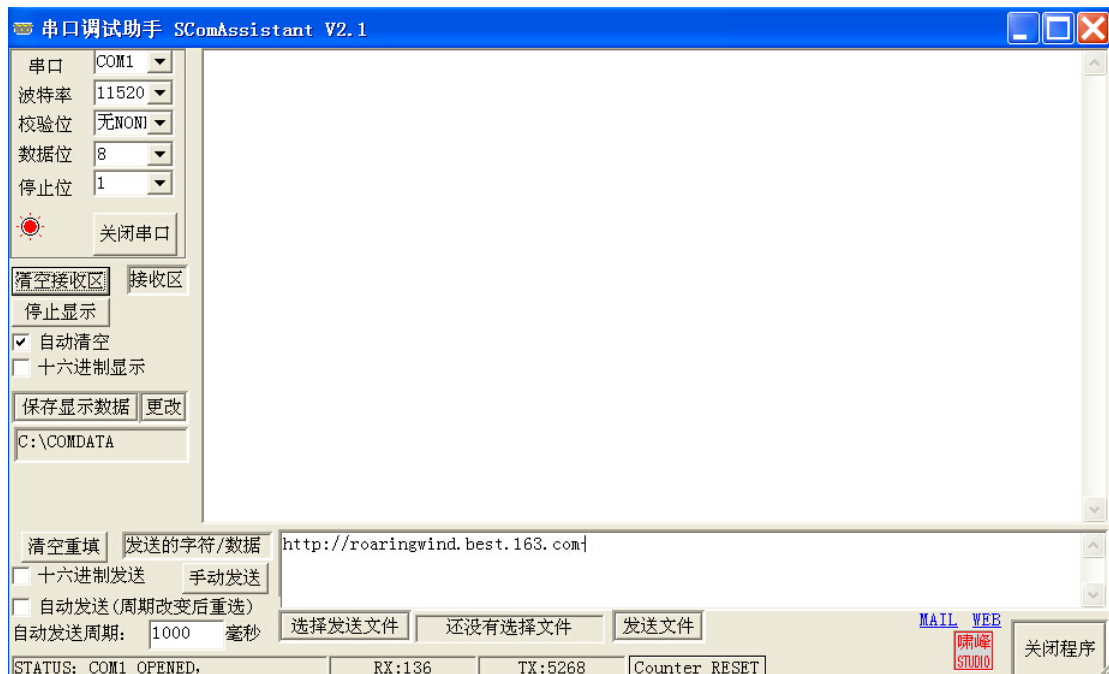 串口调试助手 SComAssistant V2.1
串口 COM1
波特率 11520
校验位 无NON
数据位 8
停止位 1
关闭串口
清空接收区 接收区
停止显示
自动清空
十六进制显示
保存显示数据 更改
C:\COMDATA
清空重填 发送的字符/数据 http://roaringwind.best.163.com
十六进制发送 手动发送
自动发送(周期改变后重选)
自动发送周期: 1000 毫秒 选择发送文件 还没有选择文件 发送文件 MAIL WEB
啸峰
STUDIO
关闭程序
STATUS: COM1 OPENED, RX:136 TX:5268 Counter RESET